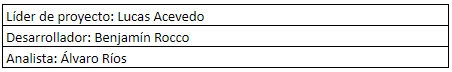 Líder de proyecto: Lucas Acevedo
Desarrollador: Benjamín Rocco
Analista: Álvaro Ríos